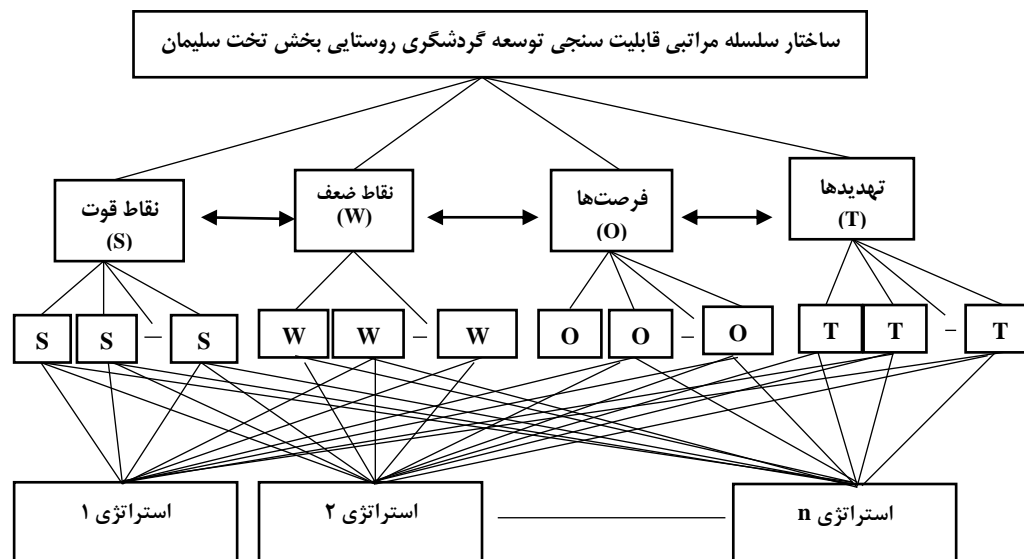 ساختار سلسله مراتبی قابلیت سنجی توسعه گردشگری روستایی بخش تخت سلیمان
تهدیدها
(T)
فرصت‌ها
(O)
نقاط ضعف
(W)
نقاط قوت
(S)
S S – S W W – W O O – O T T – T
استراتژی ۱
استراتژی ۲
استراتژی n